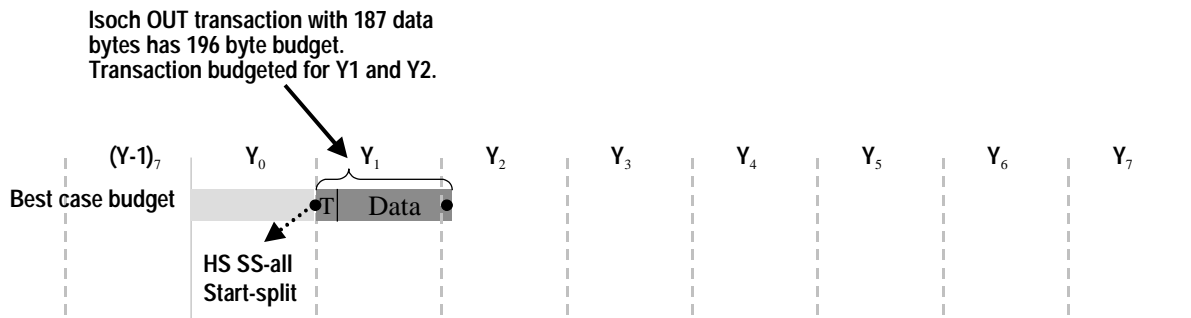 Isoch OUT transaction with 187 data
bytes has 196 byte budget.
Transaction budgeted for Y1 and Y2.
(Y-1)₇ Y₀ Y₁ Y₂ Y₃ Y₄ Y₅ Y₆ Y₇
Best case budget T Data
HS SS-all
Start-split